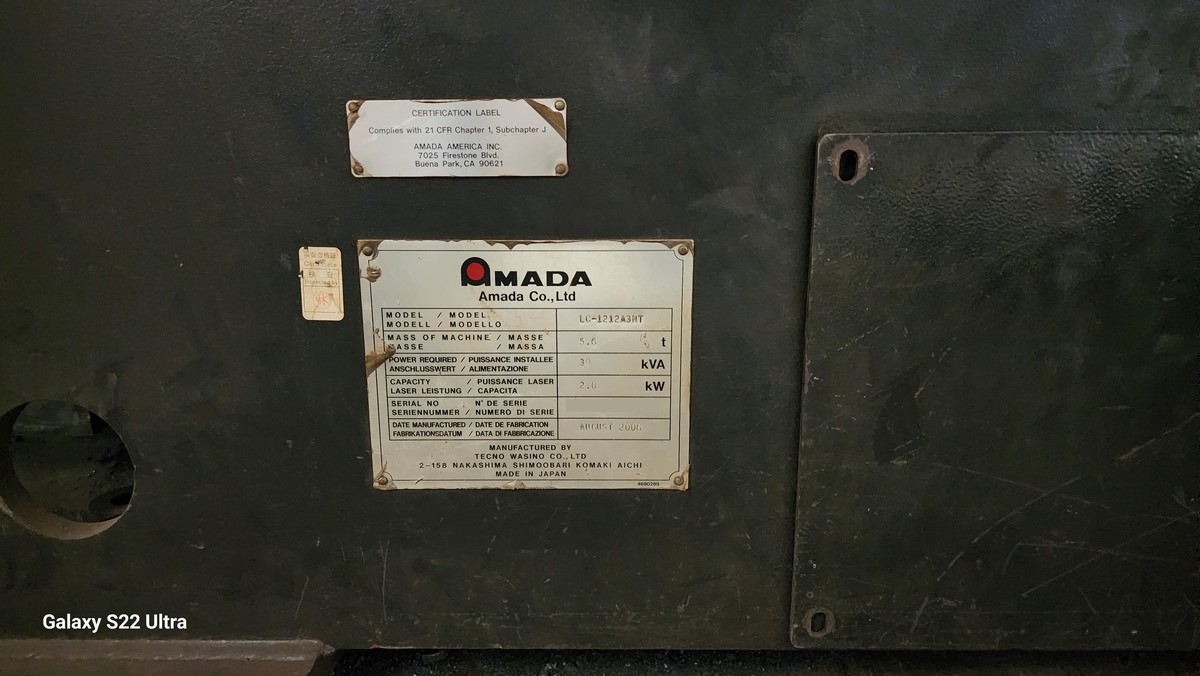 CERTIFICATION LABEL
Complies with 21 CFR Chapter 1, Subchapter J
AMADA AMERICA INC.
7025 Firestone Blvd.
Buena Park, CA 90621
AMADA
Amada Co.,Ltd
MODEL / MODEL.
MODELL / MODELLO
LC-1212A3NT
MASS OF MACHINE / MASSE
MASSE / MASSA
t
POWER REQUIRED / PUISSANCE INSTALLEE
ANSCHLUSSWERT / ALIMENTAZIONE
kVA
CAPACITY / PUISSANCE LASER
LASER LEISTUNG / CAPACITA
2.0 kW
SERIAL NO / N° DE SERIE
SERIENNUMMER / NUMERO DI SERIE
DATE MANUFACTURED / DATE DE FABRICATION
FABRIKATIONSDATUM / DATA DI FABBRICAZIONE
AUGUST
MANUFACTURED BY
TECNO WASINO CO., LTD
2-158 NAKASHIMA SHIMOOBARI KOMAKI AICHI
MADE IN JAPAN
Galaxy S22 Ultra